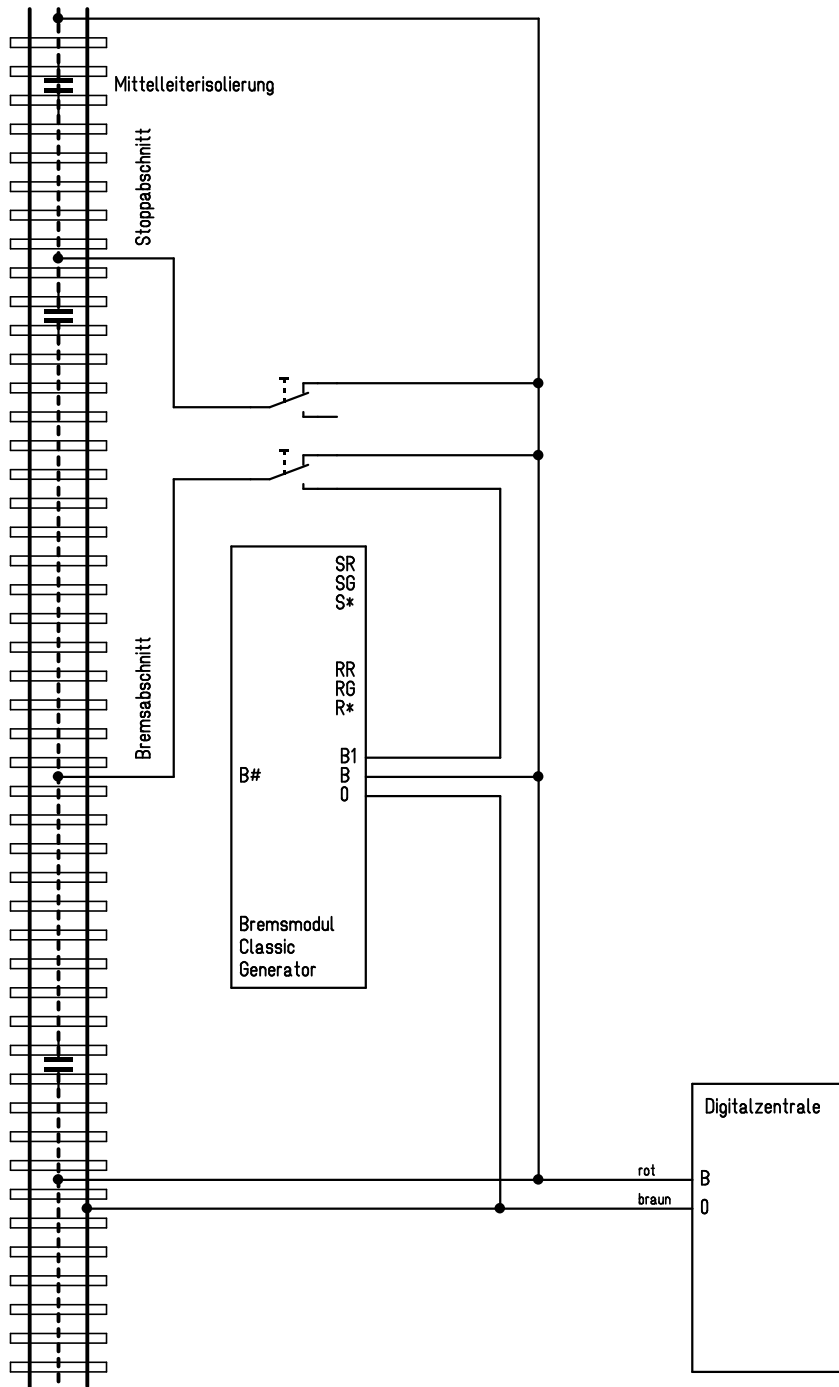 Mittelleiterisolierung
Stoppabschnitt
SR
SG
S*
RR
RG
R*
Bremsabschnitt
B1
B#
B
0
Bremsmodul
Classic
Generator
Digitalzentrale
rot
B
braun
0